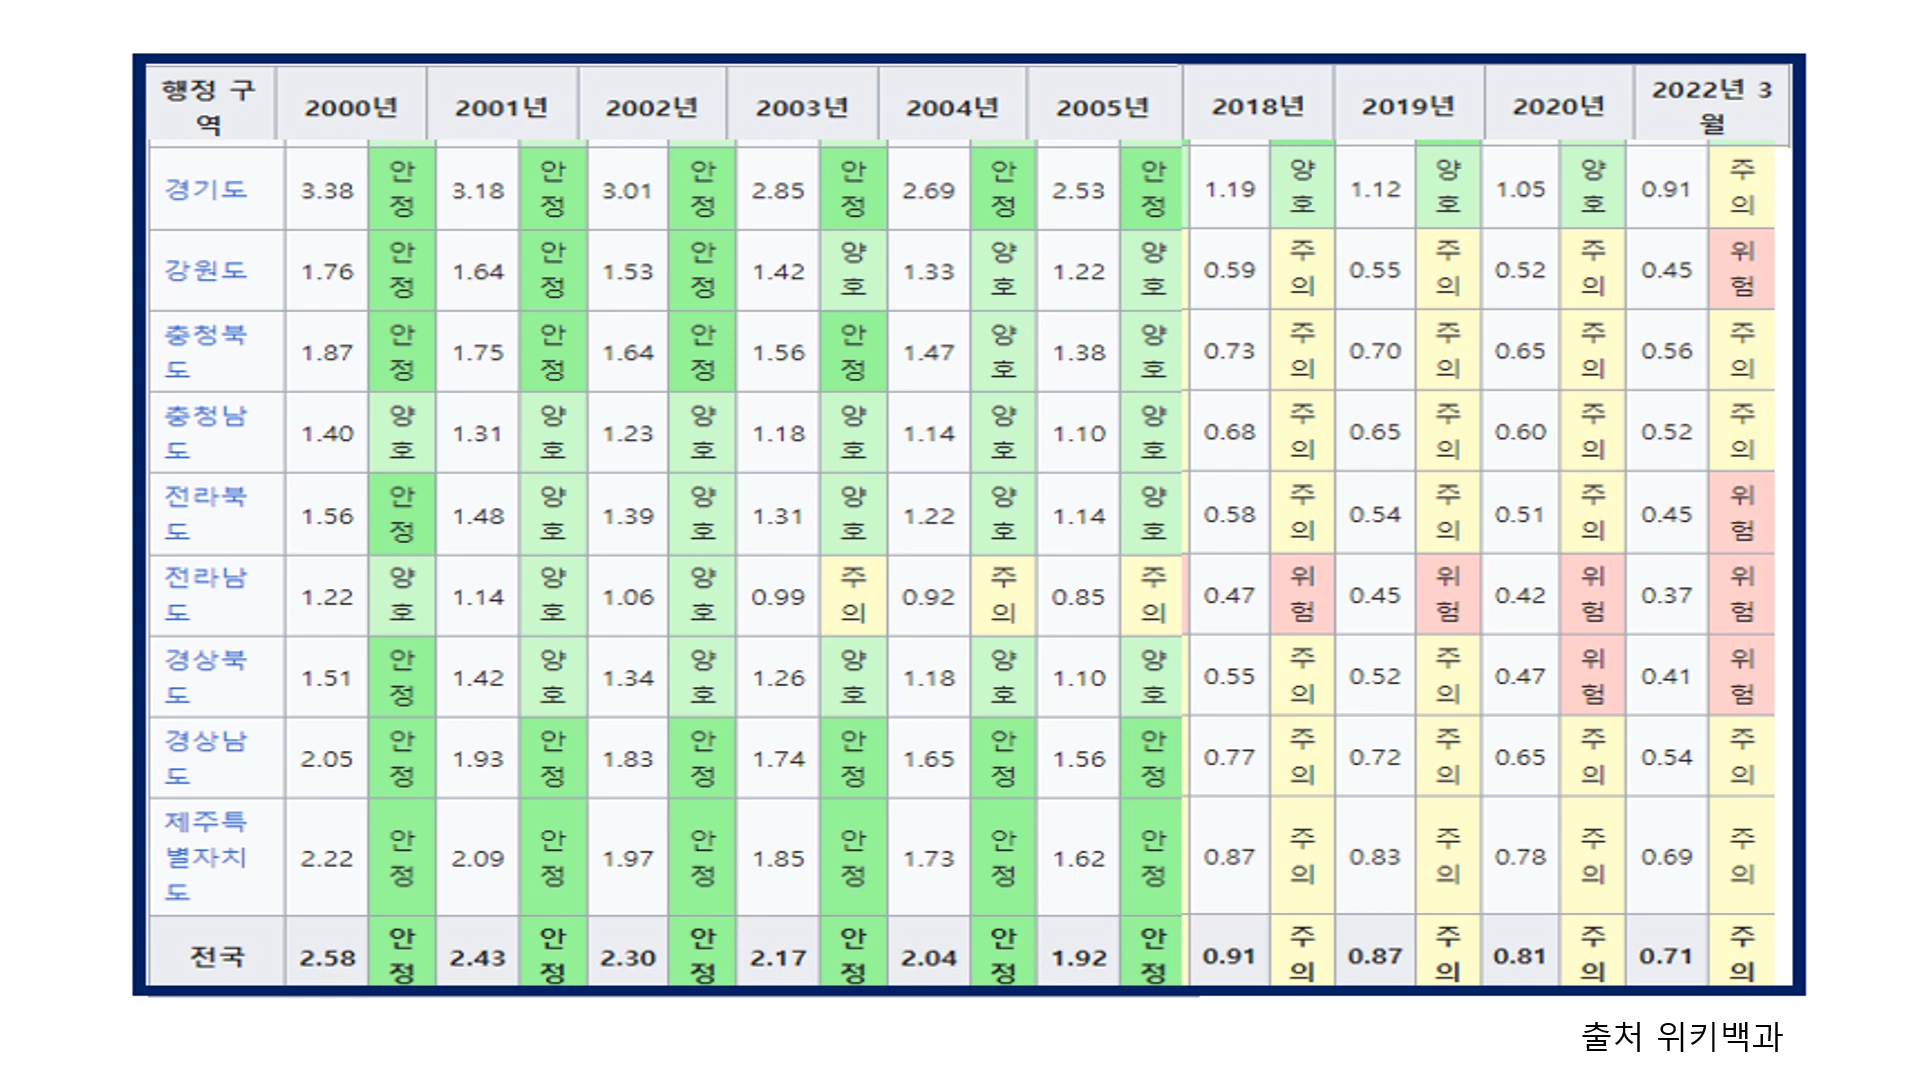 행정 구역 2000년 2001년 2002년 2003년 2004년 2005년 2018년 2019년 2020년 2022년 3월
경기도 3.38 안정 3.18 안정 3.01 안정 2.85 안정 2.69 안정 2.53 안정 1.19 양호 1.12 양호 1.05 양호 0.91 주의
강원도 1.76 안정 1.64 안정 1.53 안정 1.42 양호 1.33 양호 1.22 양호 0.59 주의 0.55 주의 0.52 주의 0.45 위험
충청북도 1.87 안정 1.75 안정 1.64 안정 1.56 안정 1.47 양호 1.38 양호 0.73 주의 0.70 주의 0.65 주의 0.56 주의
충청남도 1.40 양호 1.31 양호 1.23 양호 1.18 양호 1.14 양호 1.10 양호 0.68 주의 0.65 주의 0.60 주의 0.52 주의
전라북도 1.56 안정 1.48 양호 1.39 양호 1.31 양호 1.22 양호 1.14 양호 0.58 주의 0.54 주의 0.51 주의 0.45 위험
전라남도 1.22 양호 1.14 양호 1.06 양호 0.99 주의 0.92 주의 0.85 주의 0.47 위험 0.45 위험 0.42 위험 0.37 위험
경상북도 1.51 안정 1.42 양호 1.34 양호 1.26 양호 1.18 양호 1.10 양호 0.55 주의 0.52 주의 0.47 위험 0.41 위험
경상남도 2.05 안정 1.93 안정 1.83 안정 1.74 안정 1.65 안정 1.56 안정 0.77 주의 0.72 주의 0.65 주의 0.54 주의
제주특별자치도 2.22 안정 2.09 안정 1.97 안정 1.85 안정 1.73 안정 1.62 안정 0.87 주의 0.83 주의 0.78 주의 0.69 주의
전국 2.58 안정 2.43 안정 2.30 안정 2.17 안정 2.04 안정 1.92 안정 0.91 주의 0.87 주의 0.81 주의 0.71 주의
출처 위키백과